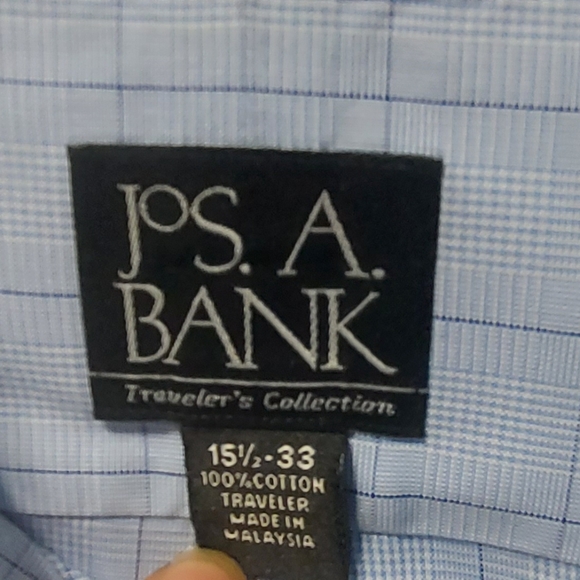 JoS. A.
BANK
Traveler's Collection
15½-33
100%COTTON
TRAVELER
MADE IN
MALAYSIA